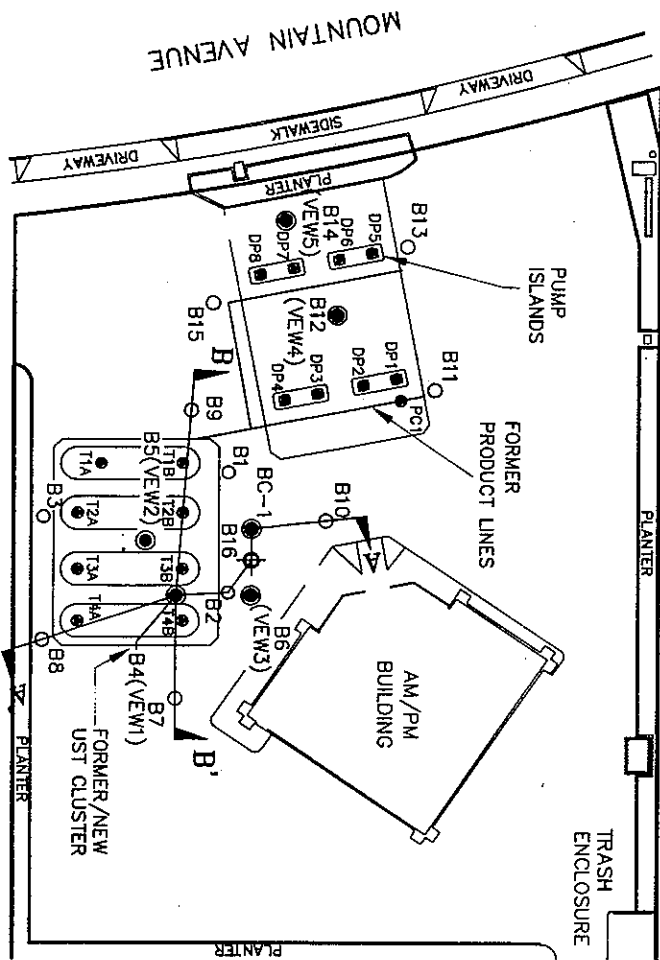 MOUNTAIN AVENUE
DRIVEWAY
SIDEWALK
DRIVEWAY
PLANTER
PUMP
ISLANDS
B13
DP5
DP6
B14
(VEW5)
DP7
DP8
B15
B12
(VEW4)
DP1
DP2
DP3
DP4
B11
PC1
FORMER
PRODUCT LINES
B
B9
B1
BC-1
B10
B16
B2
B6
(VEW3)
T1B
T1A
T2B
T2A
T3B
T3A
T4B
T4A
B5(VEW2)
B3
B8
B4(VEW1)
B7
B'
FORMER/NEW
UST CLUSTER
AM/PM
BUILDING
TRASH
ENCLOSURE
PLANTER
PLANTER
PLANTER
A
A